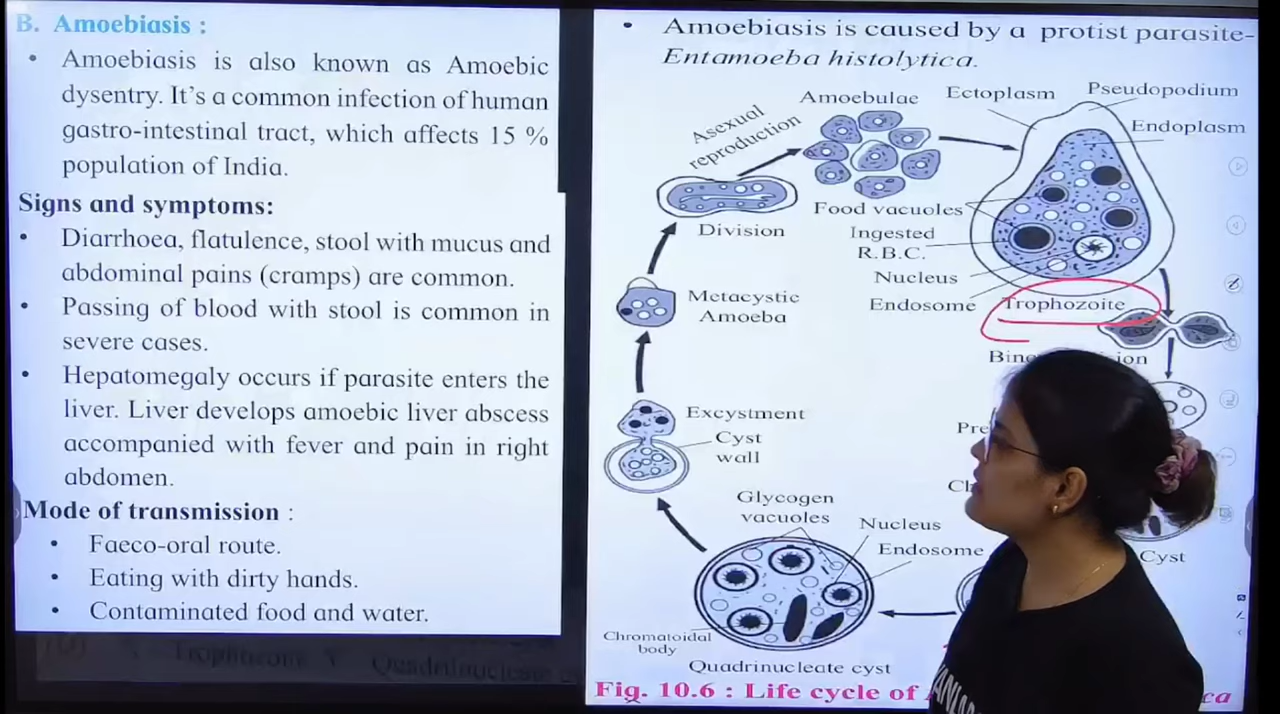 B. Amoebiasis :
• Amoebiasis is also known as Amoebic
dysentry. It's a common infection of human
gastro-intestinal tract, which affects 15 %
population of India.
Signs and symptoms:
• Diarrhoea, flatulence, stool with mucus and
abdominal pains (cramps) are common.
• Passing of blood with stool is common in
severe cases.
• Hepatomegaly occurs if parasite enters the
liver. Liver develops amoebic liver abscess
accompanied with fever and pain in right
abdomen.
Mode of transmission :
• Faeco-oral route.
• Eating with dirty hands.
• Contaminated food and water.
Trophozoite
Quadrinucleate
• Amoebiasis is caused by a protist parasite-
Entamoeba histolytica.
Asexual
reproduction
Amoebulae
Ectoplasm
Pseudopodium
Endoplasm
Division
Food vacuoles
Ingested
R.B.C.
Nucleus
Endosome
Trophozoite
Metacystic
Amoeba
Excystment
Cyst
wall
Glycogen
vacuoles
Nucleus
Endosome
Cyst
Chromatoidal
body
Quadrinucleate cyst
Fig. 10.6 : Life cycle of